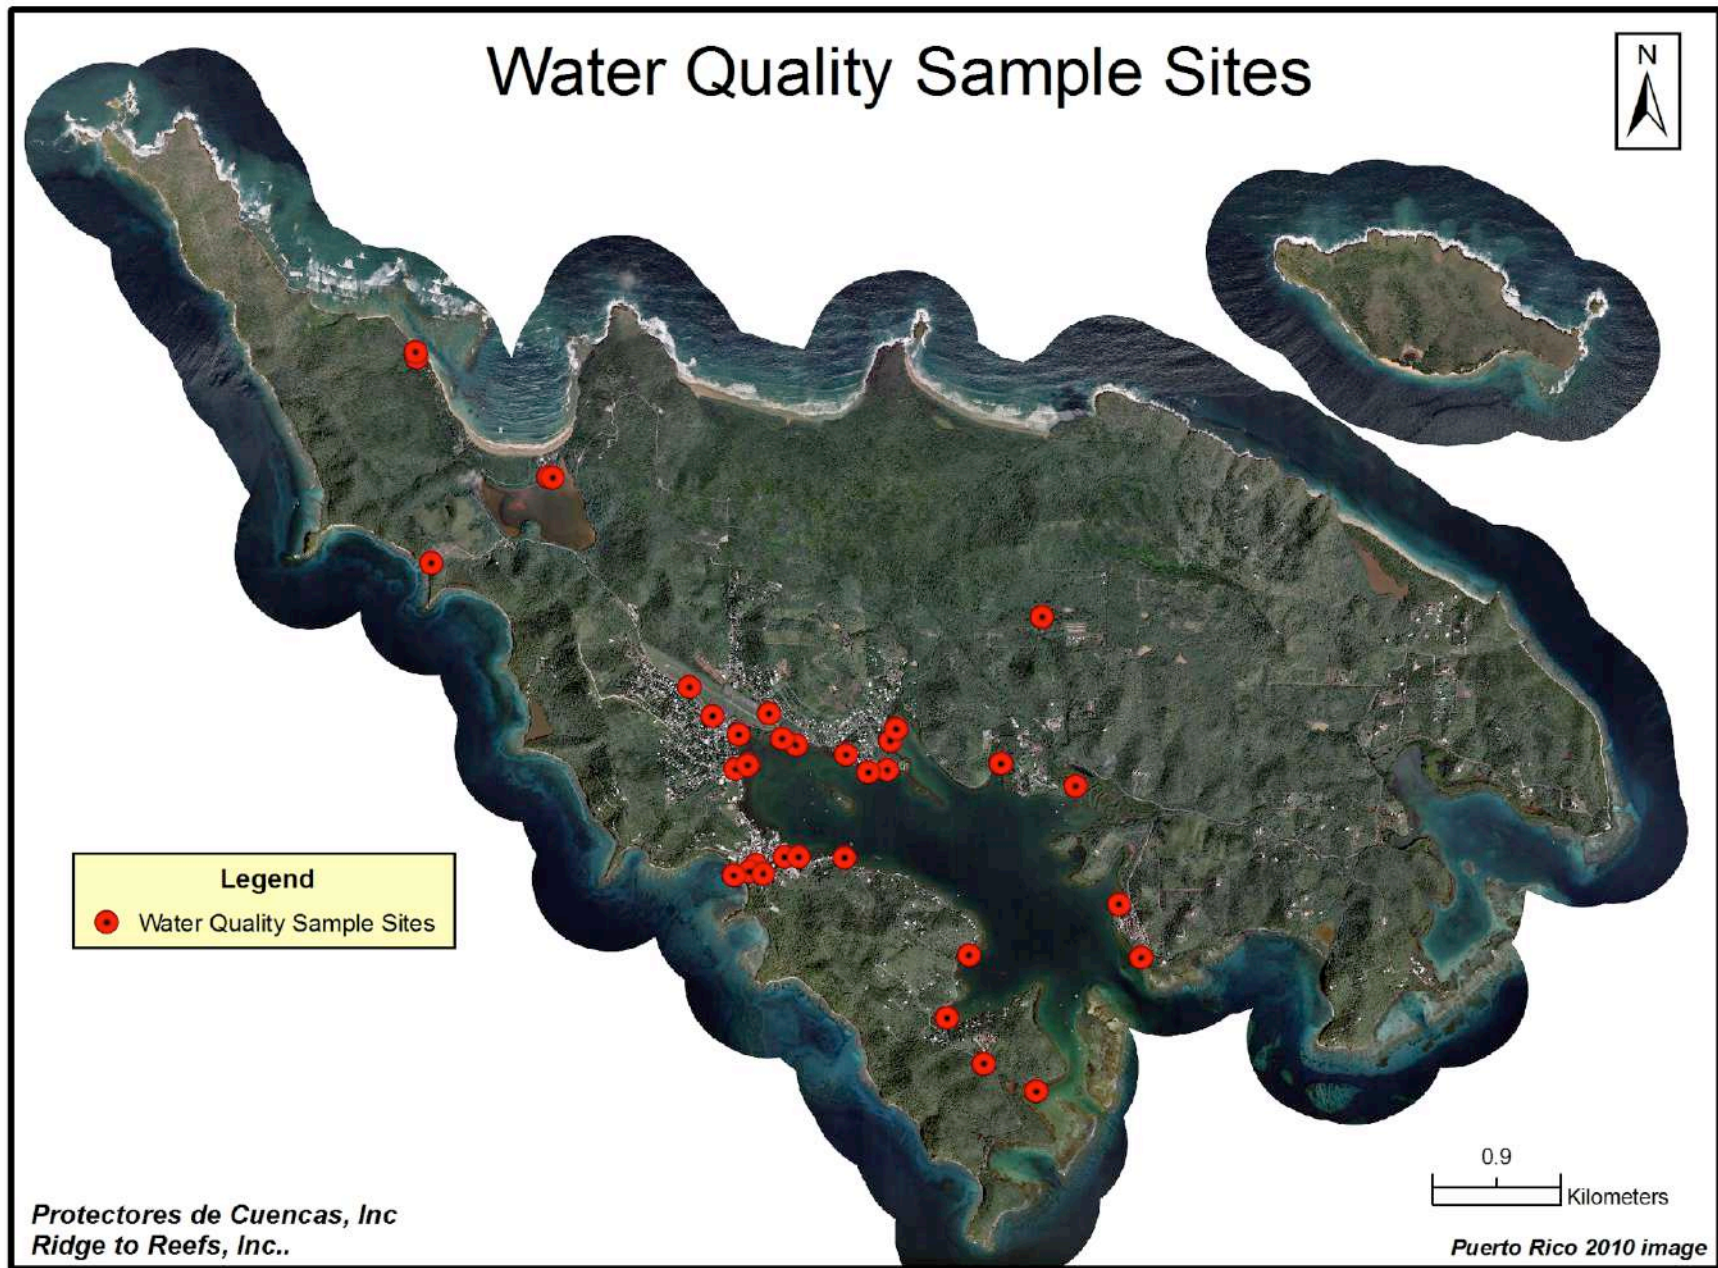 Water Quality Sample Sites
N
Legend
Water Quality Sample Sites
0.9
Kilometers
Protectores de Cuencas, Inc
Ridge to Reefs, Inc..
Puerto Rico 2010 image